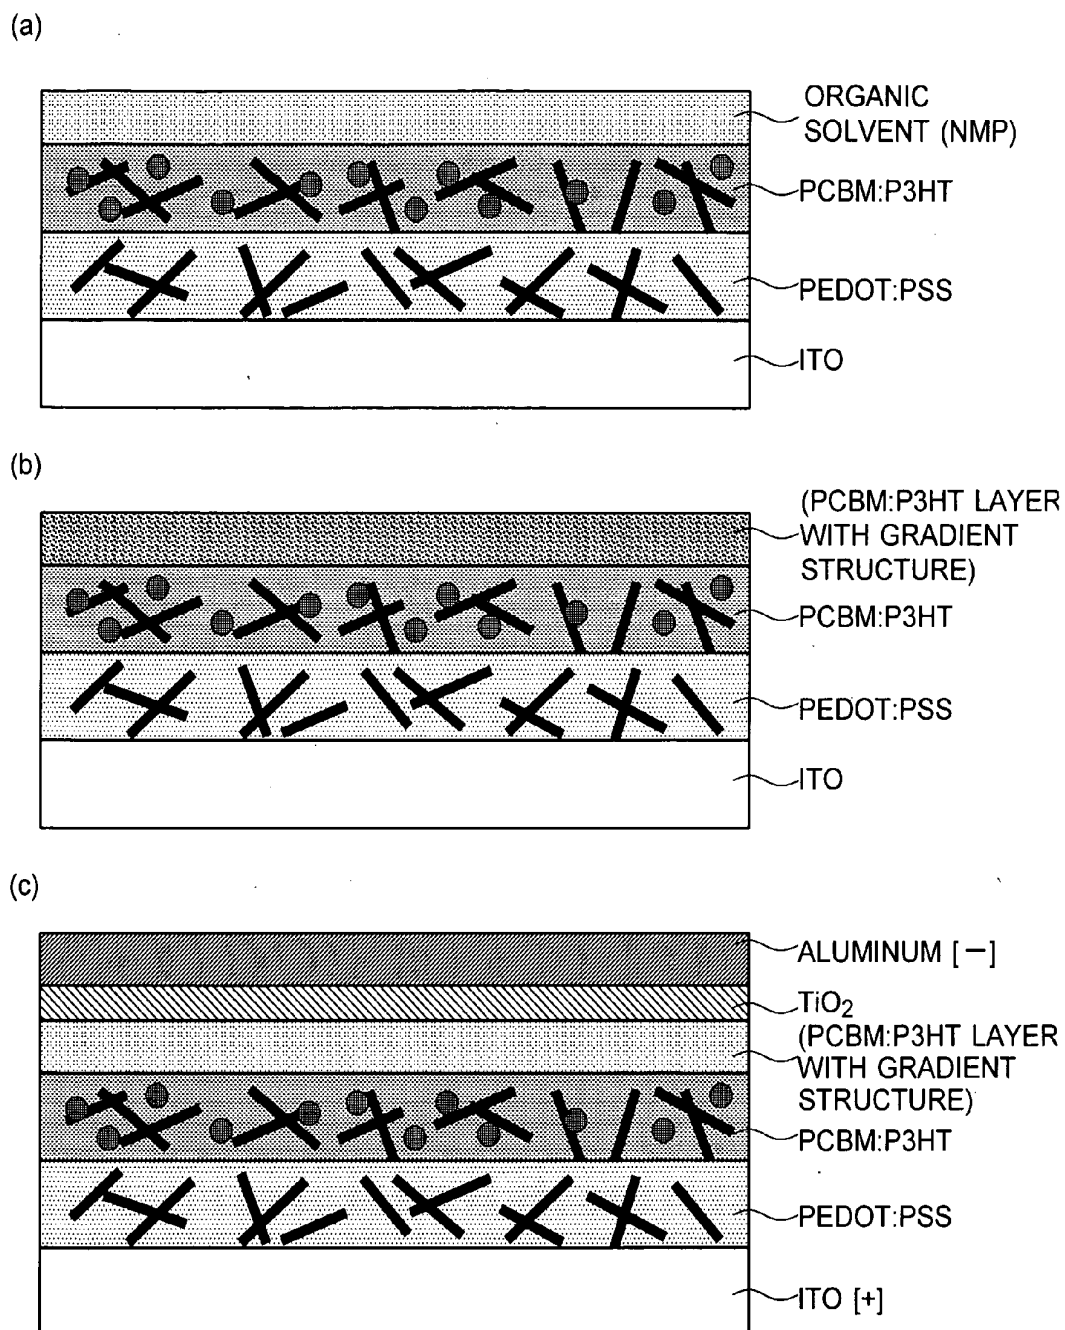 (a)
ORGANIC
SOLVENT (NMP)
PCBM:P3HT
PEDOT:PSS
ITO
(b)
(PCBM:P3HT LAYER
WITH GRADIENT
STRUCTURE)
PCBM:P3HT
PEDOT:PSS
ITO
(c)
ALUMINUM [−]
TiO₂
(PCBM:P3HT LAYER
WITH GRADIENT
STRUCTURE)
PCBM:P3HT
PEDOT:PSS
ITO [+]